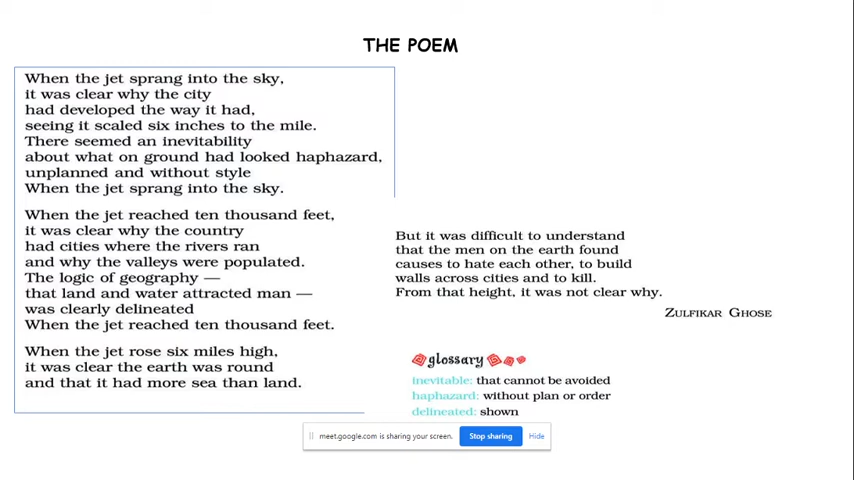 THE POEM
When the jet sprang into the sky,
it was clear why the city
had developed the way it had,
seeing it scaled six inches to the mile.
There seemed an inevitability
about what on ground had looked haphazard,
unplanned and without style
When the jet sprang into the sky.
When the jet reached ten thousand feet,
it was clear why the country
had cities where the rivers ran
and why the valleys were populated.
The logic of geography —
that land and water attracted man —
was clearly delineated
When the jet reached ten thousand feet.
When the jet rose six miles high,
it was clear the earth was round
and that it had more sea than land.
But it was difficult to understand
that the men on the earth found
causes to hate each other, to build
walls across cities and to kill.
From that height, it was not clear why.
ZULFIKAR GHOSE
glossary
inevitable: that cannot be avoided
haphazard: without plan or order
delineated: shown
meet.google.com is sharing your screen. Stop sharing Hide